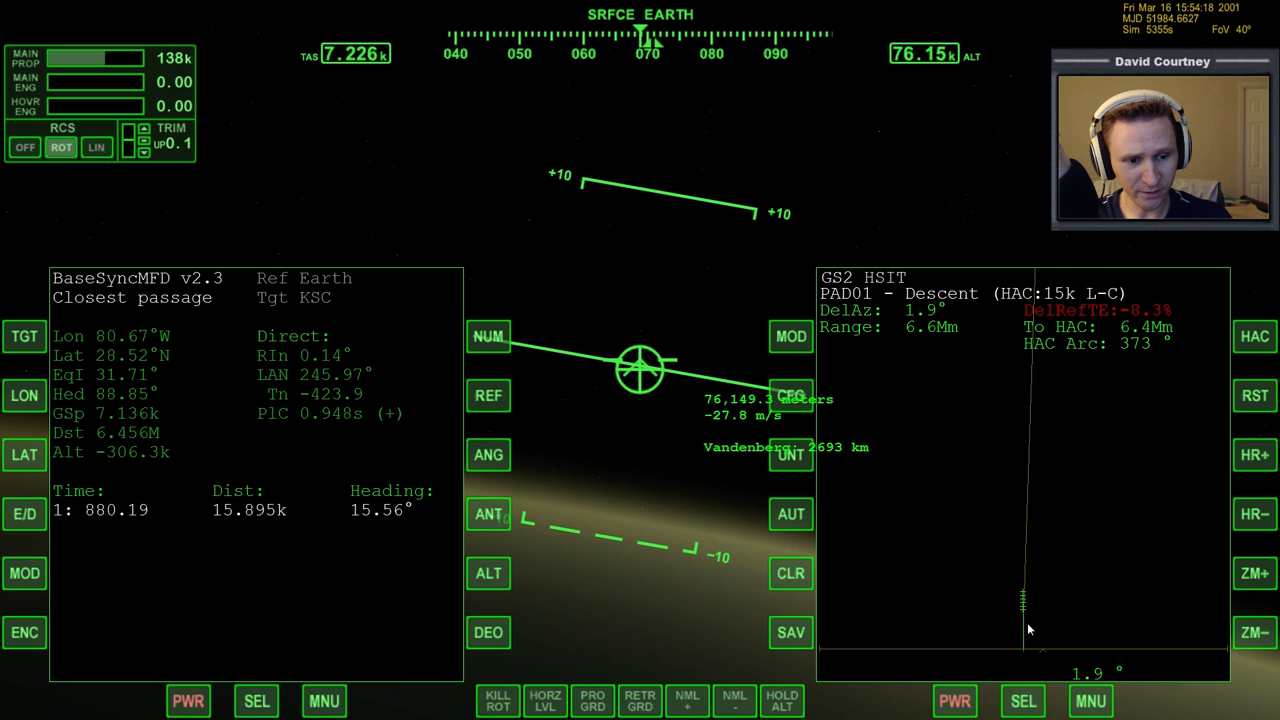 SRFCE EARTH
Fri Mar 16 15:54:18 2001
MJD 51984.6627
Sim 5355s FoV 40°
MAIN PROP 138k
MAIN ENG 0.00
HOVR ENG 0.00
RCS TRIM
OFF ROT LIN UP0.1
TAS 7.226k
040 050 060 070 080 090
76.15k ALT
David Courtney
+10 +10
BaseSyncMFD v2.3 Ref Earth
Closest passage Tgt KSC
Lon 80.67°W Direct:
Lat 28.52°N RIn 0.14°
EqI 31.71° LAN 245.97°
Hed 88.85° Tn -423.9
GSp 7.136k PlC 0.948s (+)
Dst 6.456M
Alt -306.3k
Time: Dist: Heading:
1: 880.19 15.895k 15.56°
TGT
LON
LAT
E/D
MOD
ENC
NUM
REF
ANG
ANT
ALT
DEO
PWR SEL MNU
76,149.3 meters
-27.8 m/s
Vandenberg: 2693 km
-10 -10
KILL ROT
HORZ LVL
PRO GRD
RETR GRD
NML +
NML -
HOLD ALT
GS2 HSIT
PAD01 - Descent (HAC:15k L-C)
DelAz: 1.9° DelRefTE:-8.3%
Range: 6.6Mm To HAC: 6.4Mm
HAC Arc: 373 °
1.9 °
MOD
CFG
UNT
AUT
CLR
SAV
HAC
RST
HR+
HR-
ZM+
ZM-
PWR SEL MNU